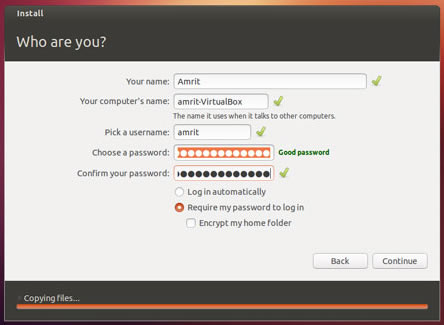 Install
Who are you?
Your name: Amrit
Your computer's name: amrit-VirtualBox
The name it uses when it talks to other computers.
Pick a username: amrit
Choose a password: Good password
Confirm your password:
Log in automatically
Require my password to log in
Encrypt my home folder
Back Continue
Copying files...